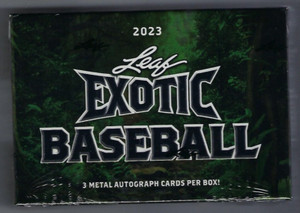 2023
Leaf
EXOTIC
BASEBALL
3 METAL AUTOGRAPH CARDS PER BOX!